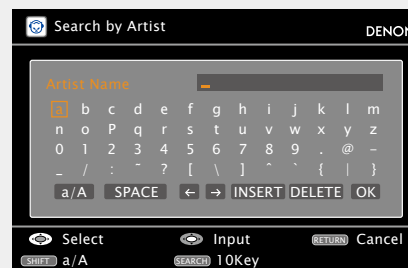 Search by Artist
DENON
Artist Name _
a b c d e f g h i j k l m
n o P q r s t u v w x y z
0 1 2 3 4 5 6 7 8 9 . @ –
_ / : ~ ? [ \ ] ^ ` { | }
a/A SPACE ← → INSERT DELETE OK
Select Input RETURN Cancel
SHIFT a/A SEARCH 10Key